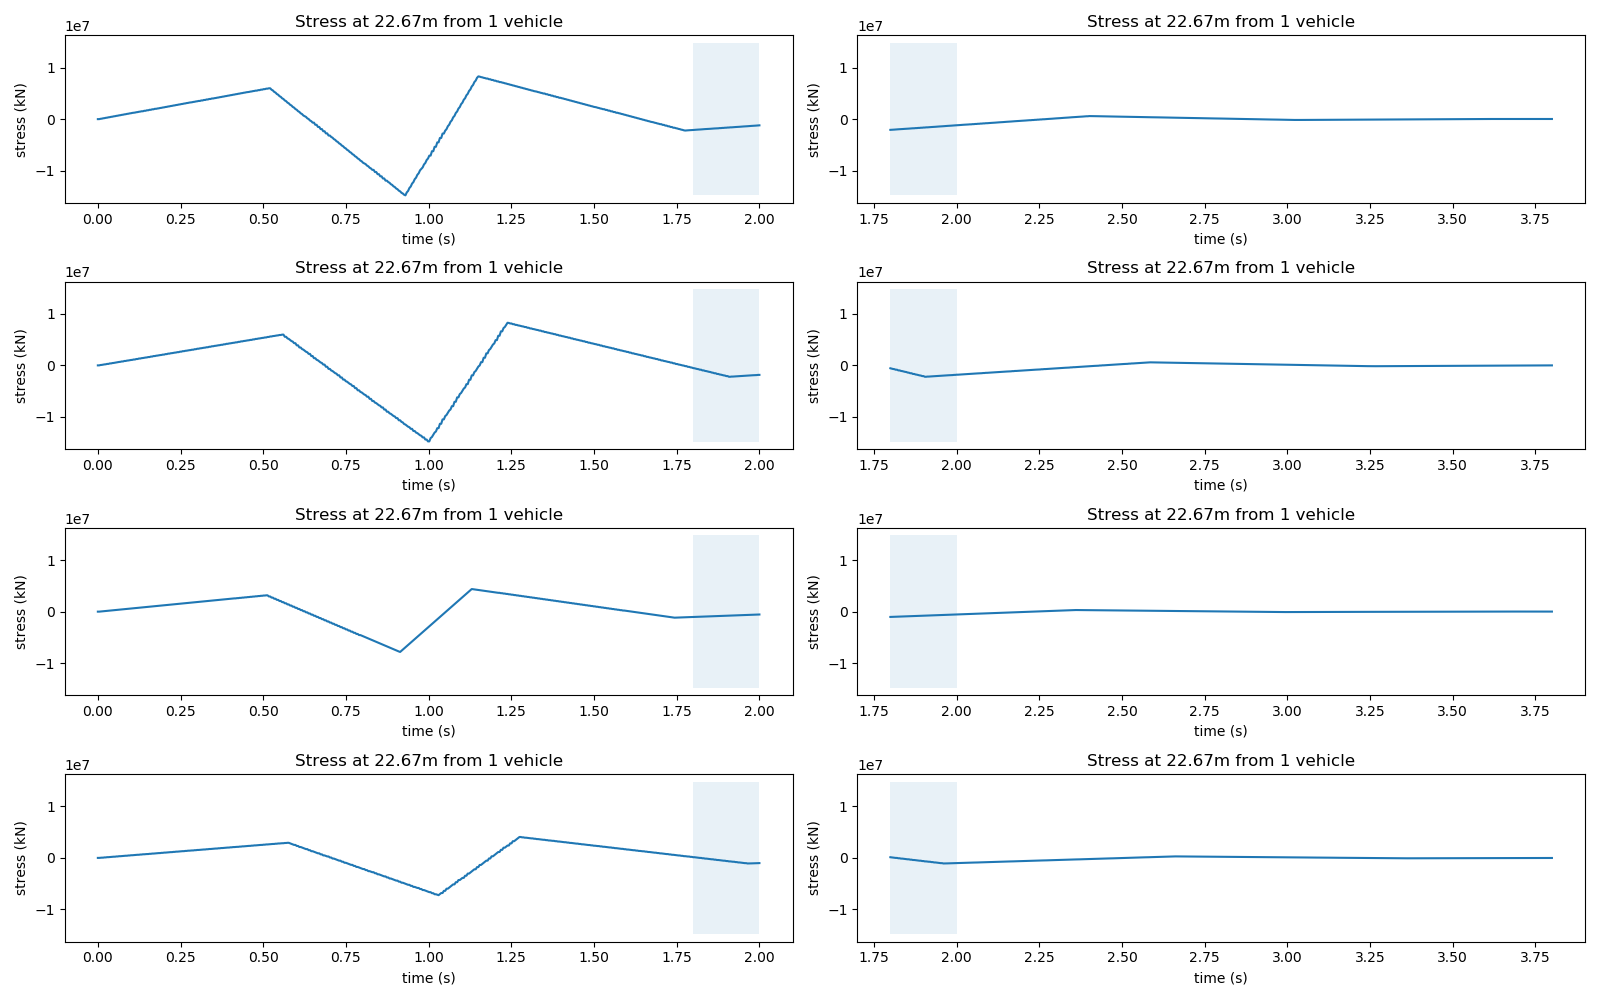 Stress at 22.67m from 1 vehicle
1e7
stress (kN)
1
0
−1
0.00 0.25 0.50 0.75 1.00 1.25 1.50 1.75 2.00
time (s)
Stress at 22.67m from 1 vehicle
1e7
stress (kN)
1
0
−1
1.75 2.00 2.25 2.50 2.75 3.00 3.25 3.50 3.75
time (s)
Stress at 22.67m from 1 vehicle
1e7
stress (kN)
1
0
−1
0.00 0.25 0.50 0.75 1.00 1.25 1.50 1.75 2.00
time (s)
Stress at 22.67m from 1 vehicle
1e7
stress (kN)
1
0
−1
1.75 2.00 2.25 2.50 2.75 3.00 3.25 3.50 3.75
time (s)
Stress at 22.67m from 1 vehicle
1e7
stress (kN)
1
0
−1
0.00 0.25 0.50 0.75 1.00 1.25 1.50 1.75 2.00
time (s)
Stress at 22.67m from 1 vehicle
1e7
stress (kN)
1
0
−1
1.75 2.00 2.25 2.50 2.75 3.00 3.25 3.50 3.75
time (s)
Stress at 22.67m from 1 vehicle
1e7
stress (kN)
1
0
−1
0.00 0.25 0.50 0.75 1.00 1.25 1.50 1.75 2.00
time (s)
Stress at 22.67m from 1 vehicle
1e7
stress (kN)
1
0
−1
1.75 2.00 2.25 2.50 2.75 3.00 3.25 3.50 3.75
time (s)